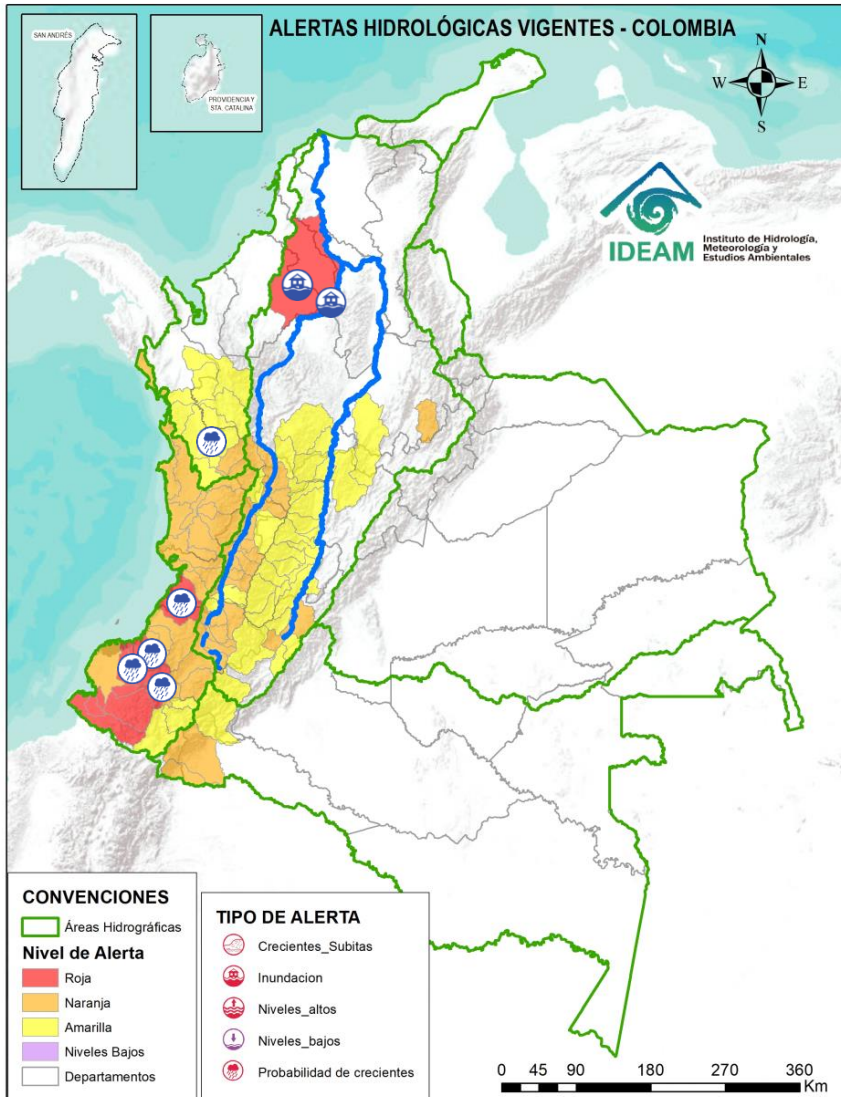 ALERTAS HIDROLÓGICAS VIGENTES - COLOMBIA
SAN ANDRÉS
PROVIDENCIA Y
STA. CATALINA
N
W
E
S
IDEAM
Instituto de Hidrología,
Meteorología y
Estudios Ambientales
CONVENCIONES
Áreas Hidrográficas
Nivel de Alerta
Roja
Naranja
Amarilla
Niveles Bajos
Departamentos
TIPO DE ALERTA
Crecientes_Subitas
Inundacion
Niveles_altos
Niveles_bajos
Probabilidad de crecientes
0 45 90 180 270 360
Km